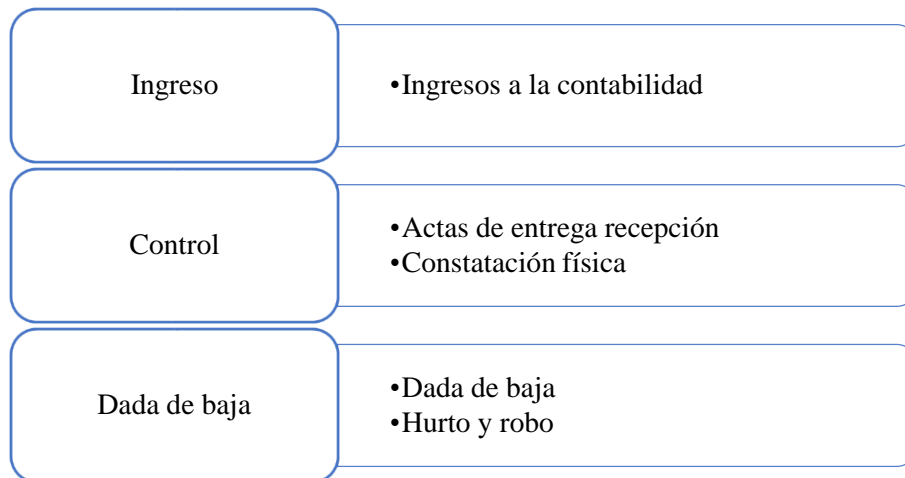 Ingreso
•Ingresos a la contabilidad
Control
•Actas de entrega recepción
•Constatación física
Dada de baja
•Dada de baja
•Hurto y robo